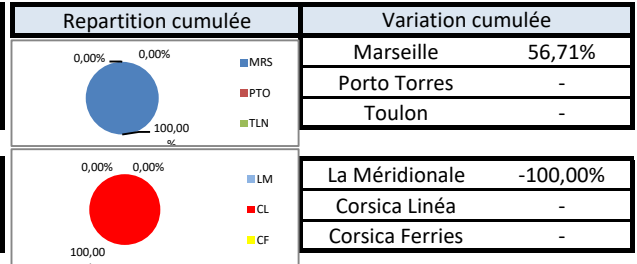 Repartition cumulée
Variation cumulée
0,00% 0,00%
MRS
PTO
TLN
100,00
%
Marseille 56,71%
Porto Torres -
Toulon -
0,00% 0,00%
LM
CL
CF
100,00
La Méridionale -100,00%
Corsica Linéa -
Corsica Ferries -